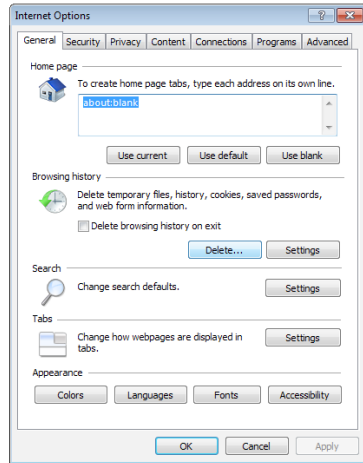 Internet Options
General Security Privacy Content Connections Programs Advanced
Home page
To create home page tabs, type each address on its own line.
about:blank
Use current Use default Use blank
Browsing history
Delete temporary files, history, cookies, saved passwords,
and web form information.
Delete browsing history on exit
Delete... Settings
Search
Change search defaults. Settings
Tabs
Change how webpages are displayed in
tabs.
Settings
Appearance
Colors Languages Fonts Accessibility
OK Cancel Apply